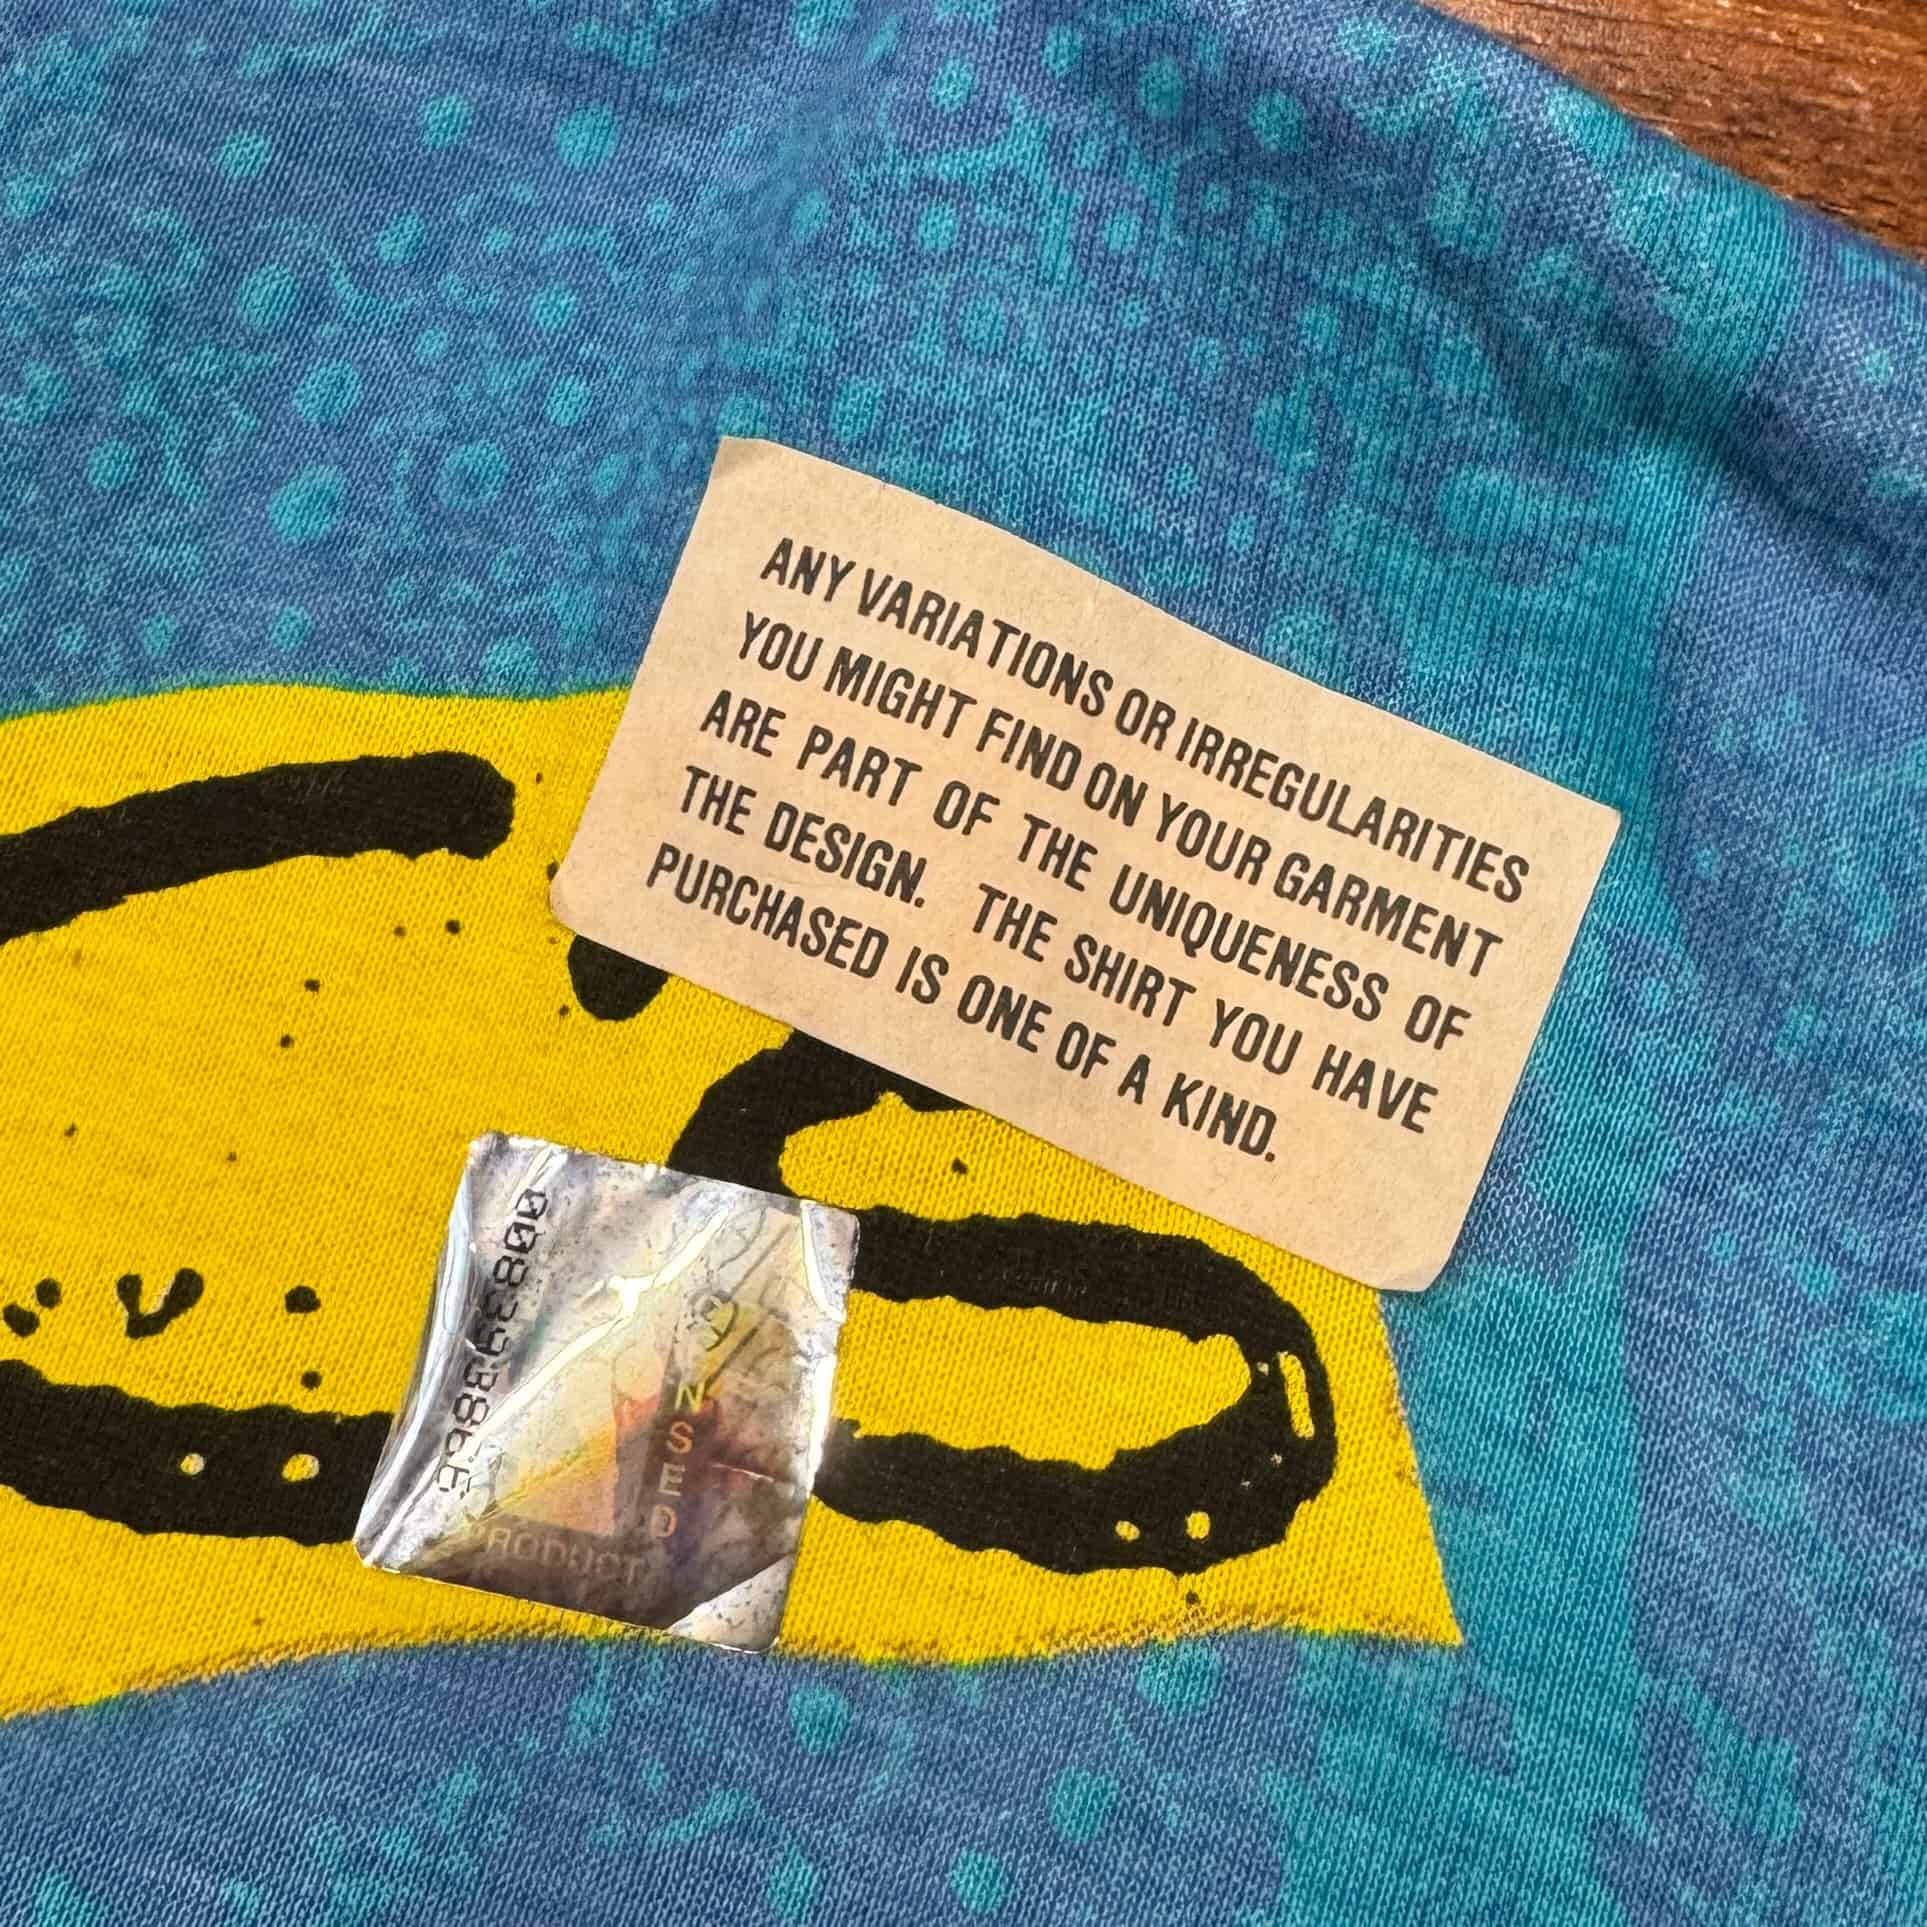 ANY VARIATIONS OR IRREGULARITIES
YOU MIGHT FIND ON YOUR GARMENT
ARE PART OF THE UNIQUENESS OF
THE DESIGN. THE SHIRT YOU HAVE
PURCHASED IS ONE OF A KIND.
PRODUCT